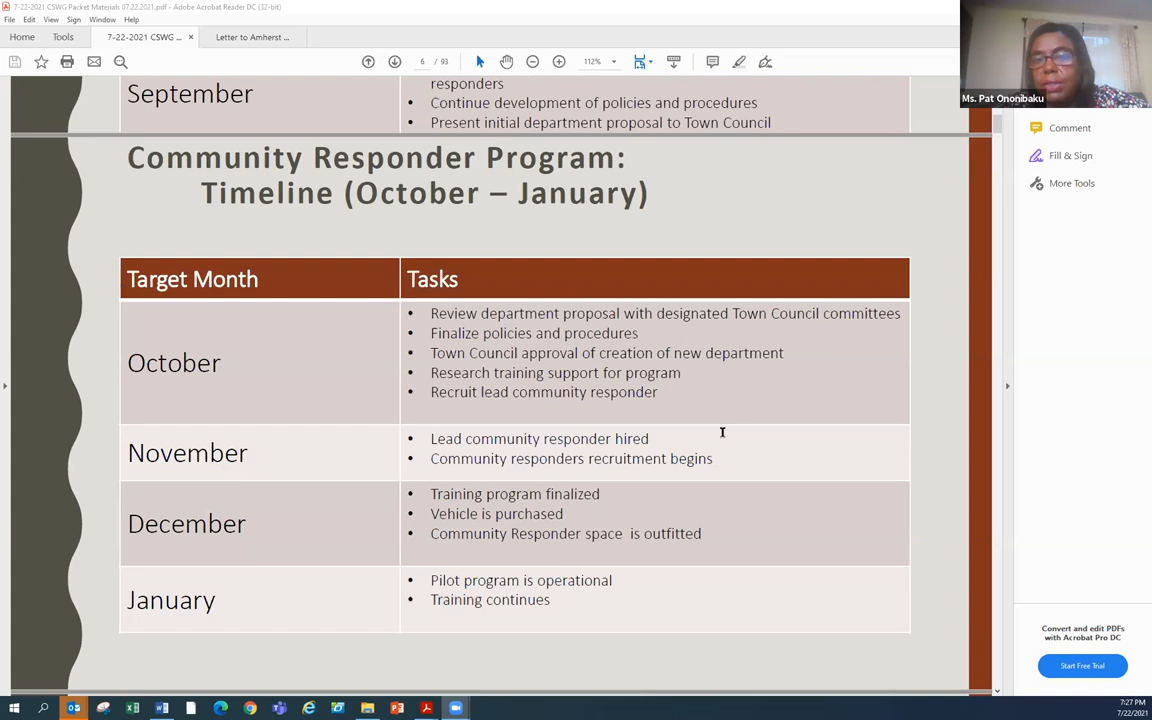 7-22-2021 CSWG Packet Materials 07.22.2021.pdf - Adobe Acrobat Reader DC (32-bit)
File Edit View Sign Window Help
Home Tools 7-22-2021 CSWG ... × Letter to Amherst ...
6 / 93 112%
Ms. Pat Ononibaku
Comment
Fill & Sign
More Tools
September
responders
• Continue development of policies and procedures
• Present initial department proposal to Town Council
Community Responder Program:
Timeline (October – January)
Target Month Tasks
October
• Review department proposal with designated Town Council committees
• Finalize policies and procedures
• Town Council approval of creation of new department
• Research training support for program
• Recruit lead community responder
November
• Lead community responder hired
• Community responders recruitment begins
December
• Training program finalized
• Vehicle is purchased
• Community Responder space is outfitted
January
• Pilot program is operational
• Training continues
Convert and edit PDFs
with Acrobat Pro DC
Start Free Trial
7:27 PM
7/22/2021